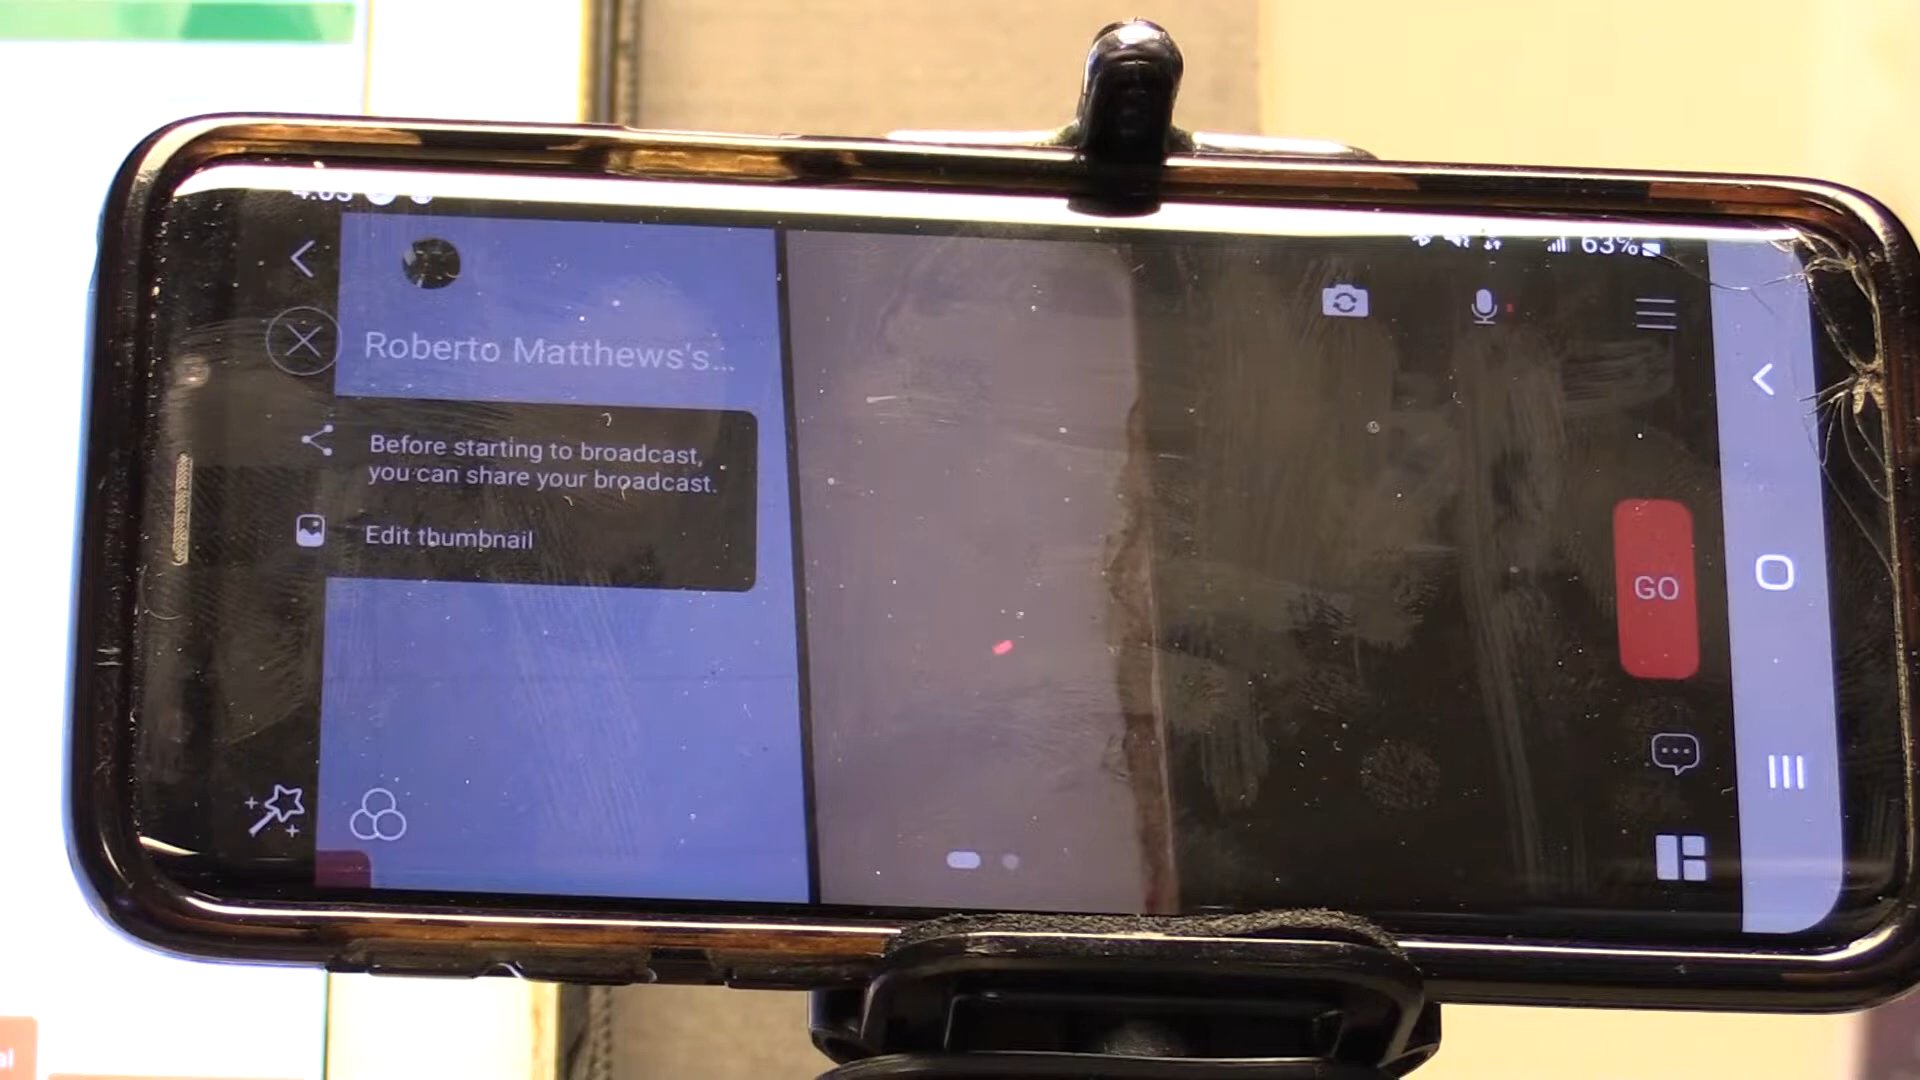 63%
Roberto Matthews's...
Before starting to broadcast,
you can share your broadcast.
Edit thumbnail
GO